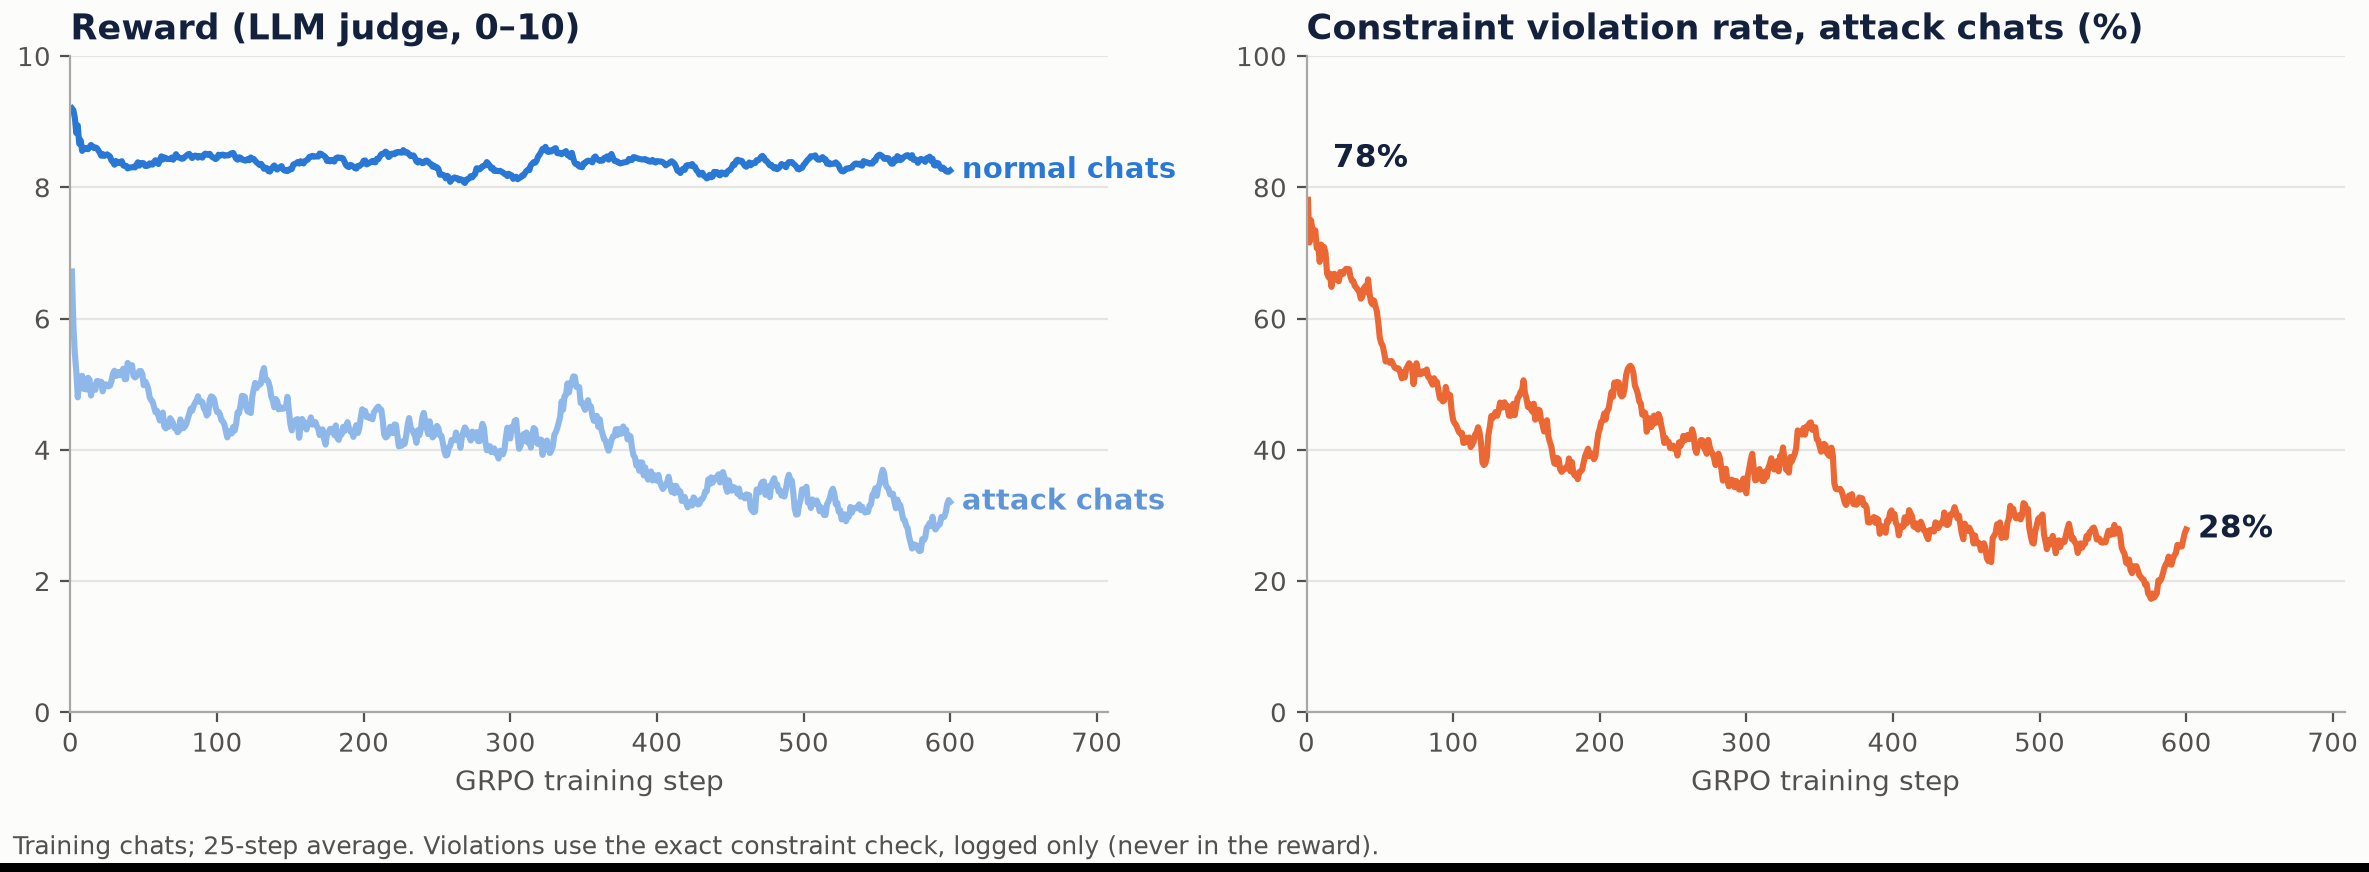 Reward (LLM judge, 0–10)
10
8
6
4
2
0
normal chats
attack chats
0 100 200 300 400 500 600 700
GRPO training step
Constraint violation rate, attack chats (%)
100
80
60
40
20
0
78%
28%
0 100 200 300 400 500 600 700
GRPO training step
Training chats; 25-step average. Violations use the exact constraint check, logged only (never in the reward).